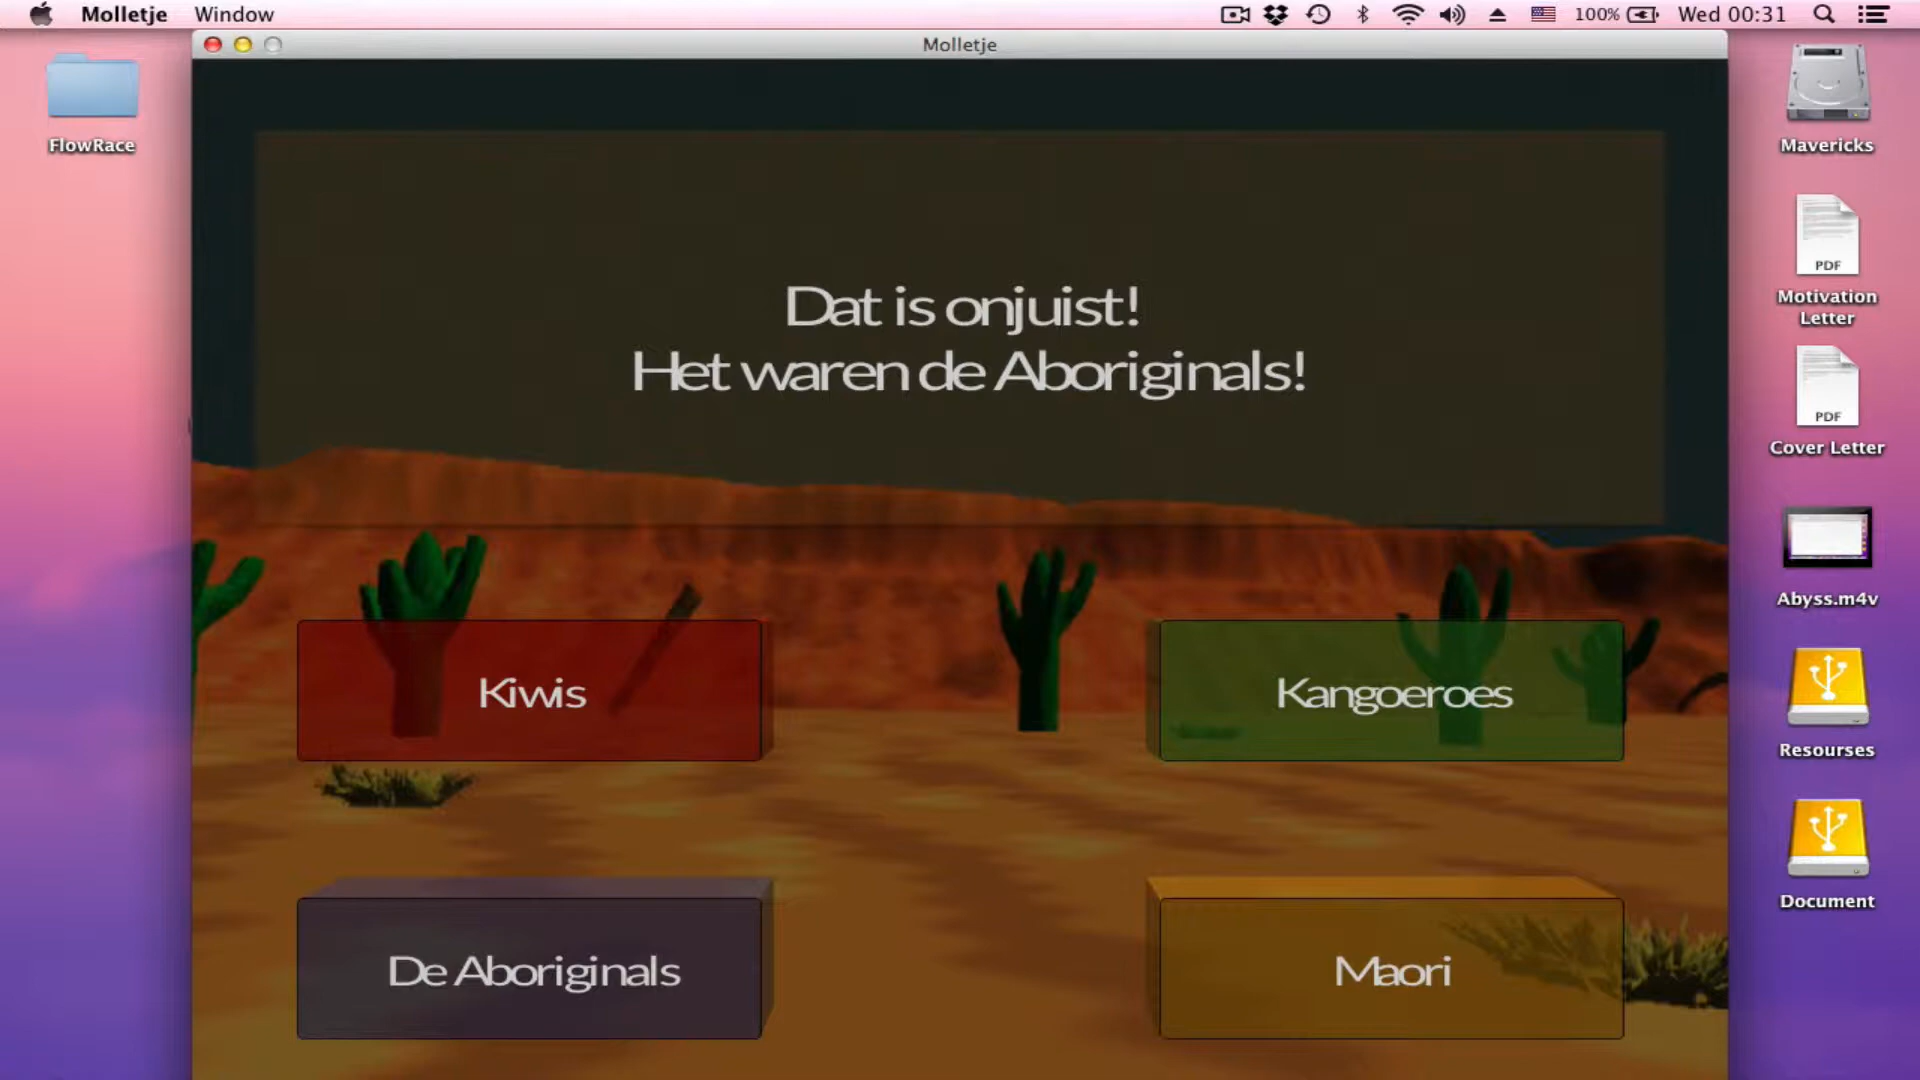 Molletje Window 100% Wed 00:31
Molletje
FlowRace
Mavericks
PDF
Motivation
Letter
PDF
Cover Letter
Abyss.m4v
Resourses
Document
Dat is onjuist!
Het waren de Aboriginals!
Kiwis
Kangoeroes
De Aboriginals
Maori